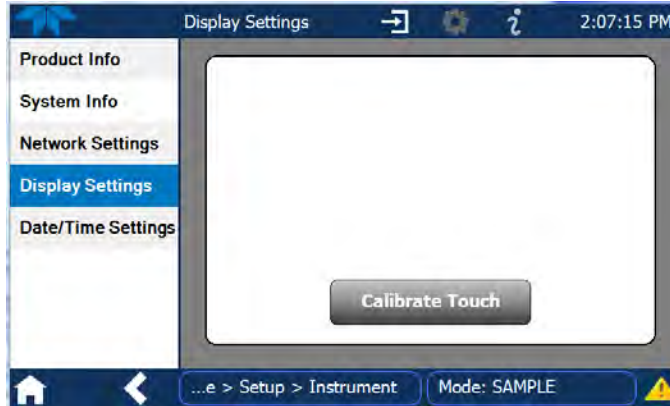 Display Settings 2:07:15 PM
Product Info
System Info
Network Settings
Display Settings
Date/Time Settings
Calibrate Touch
...e > Setup > Instrument
Mode: SAMPLE